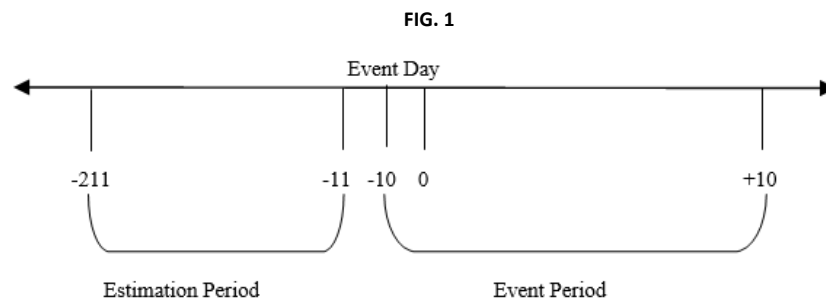 FIG. 1
Event Day
-211 -11 -10 0 +10
Estimation Period Event Period